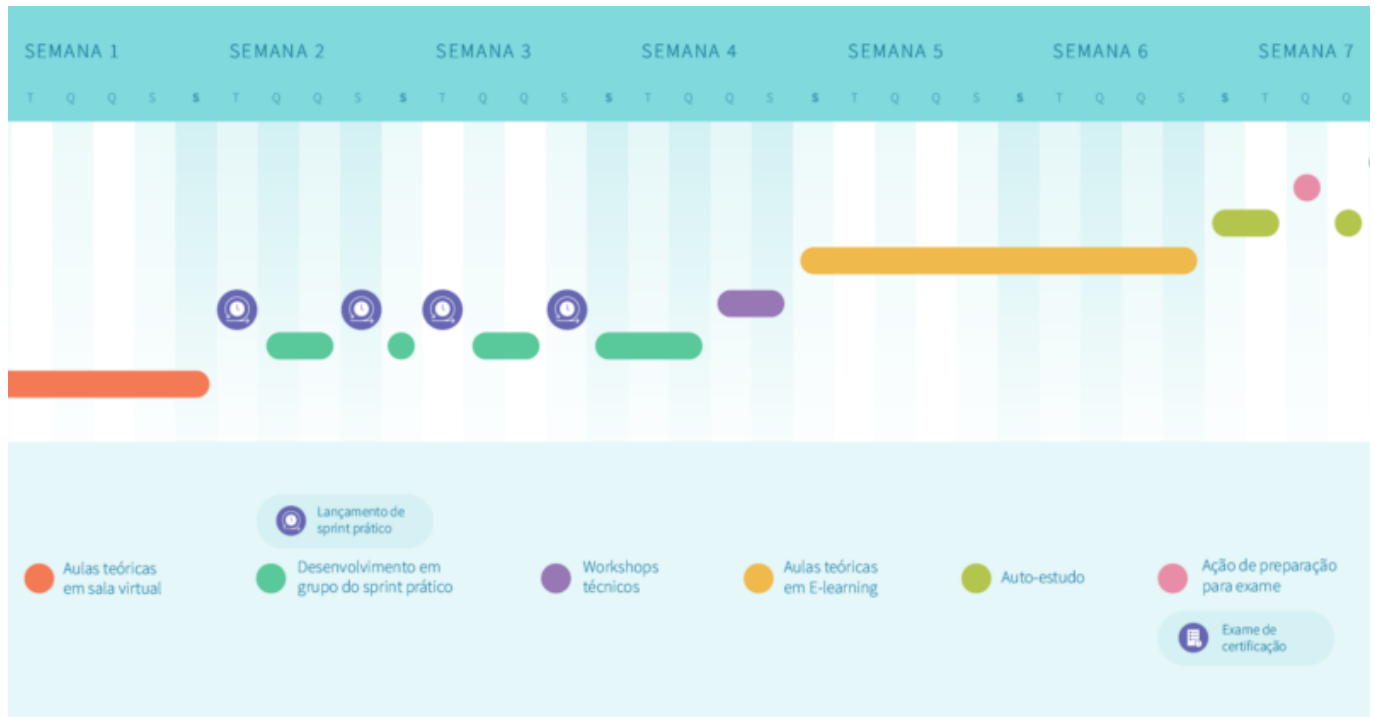 SEMANA 1 SEMANA 2 SEMANA 3 SEMANA 4 SEMANA 5 SEMANA 6 SEMANA 7
T Q Q S S T Q Q S S T Q Q S S T Q Q S S T Q Q S S T Q Q S S T Q Q
Lançamento de
sprint prático
Aulas teóricas
em sala virtual
Desenvolvimento em
grupo do sprint prático
Workshops
técnicos
Aulas teóricas
em E-learning
Auto-estudo
Ação de preparação
para exame
Exame de
certificação